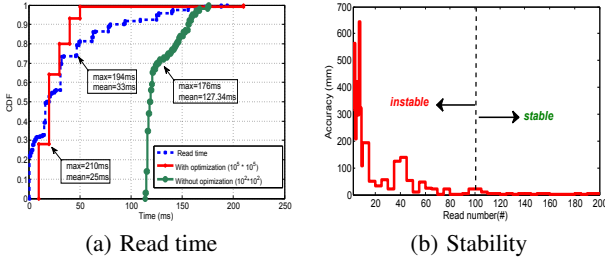 1
0.9
0.8
0.7
0.6
0.5
0.4
0.3
0.2
0.1
0
CDF
0 50 100 150 200 250
Time (ms)
max=194ms
mean=33ms
max=176ms
mean=127.34ms
max=210ms
mean=25ms
Read time
With optimization (10^5 * 10^5)
Without opimization (10^2*10^2)
(a) Read time
700
600
500
400
300
200
100
0
Accuracy (mm)
instable
stable
2 20 40 60 80 100 120 140 160 180 200
Read number(#)
(b) Stability